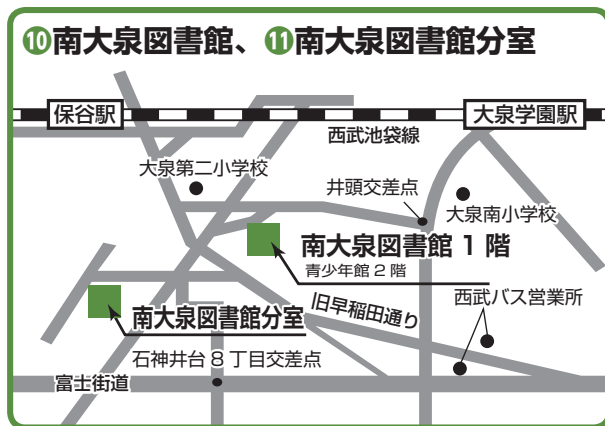 ⑩南大泉図書館、⑪南大泉図書館分室
保谷駅
大泉学園駅
西武池袋線
大泉第二小学校
井頭交差点
大泉南小学校
南大泉図書館 1 階
青少年館 2 階
南大泉図書館分室
旧早稲田通り
西武バス営業所
石神井台 8 丁目交差点
富士街道